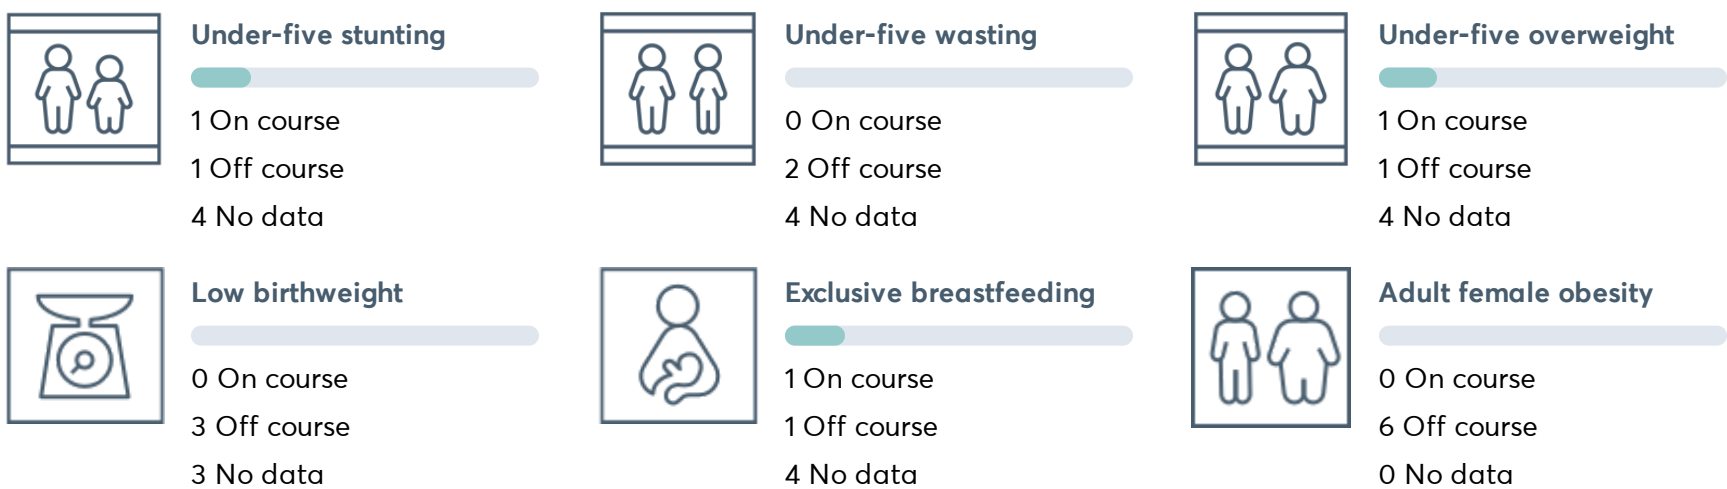 Under-five stunting
1 On course
1 Off course
4 No data
Under-five wasting
0 On course
2 Off course
4 No data
Under-five overweight
1 On course
1 Off course
4 No data
Low birthweight
0 On course
3 Off course
3 No data
Exclusive breastfeeding
1 On course
1 Off course
4 No data
Adult female obesity
0 On course
6 Off course
0 No data